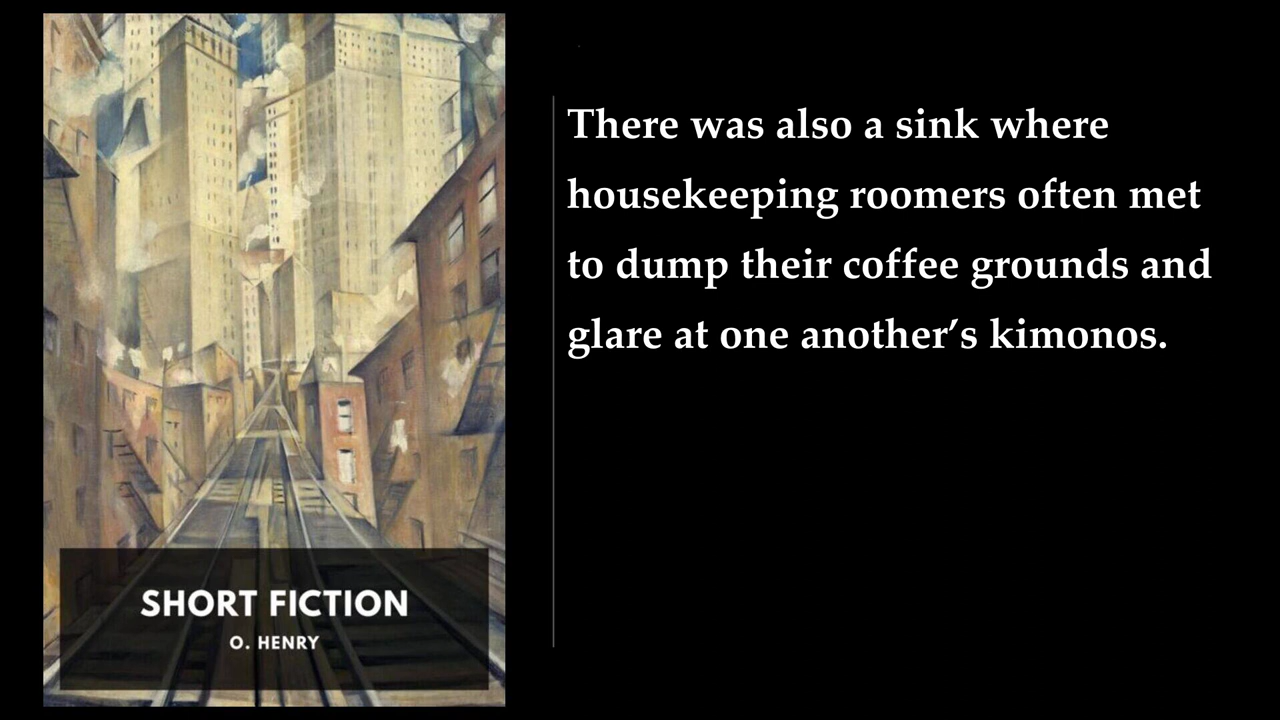 There was also a sink where
housekeeping roomers often met
to dump their coffee grounds and
glare at one another’s kimonos.
SHORT FICTION
O. HENRY